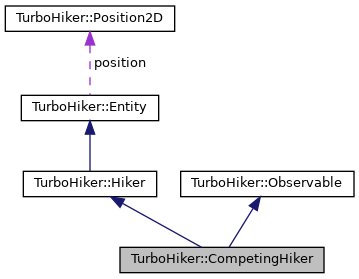 TurboHiker::Position2D
position
TurboHiker::Entity
TurboHiker::Hiker
TurboHiker::Observable
TurboHiker::CompetingHiker